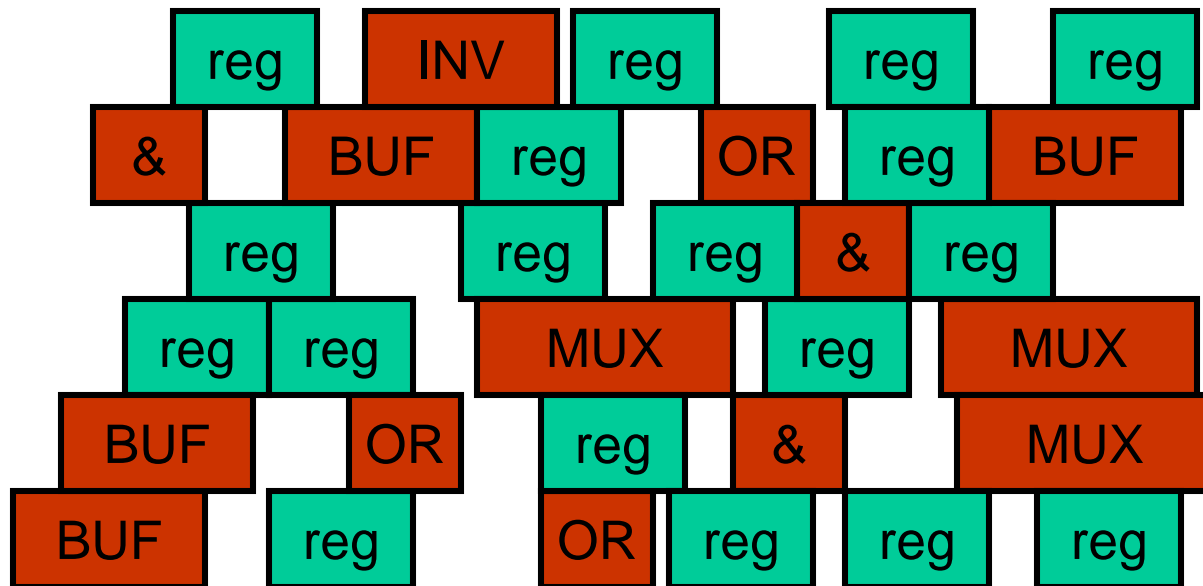 reg INV reg reg reg
& BUF reg OR reg BUF
reg reg reg & reg
reg reg MUX reg MUX
BUF OR reg & MUX
BUF reg OR reg reg reg